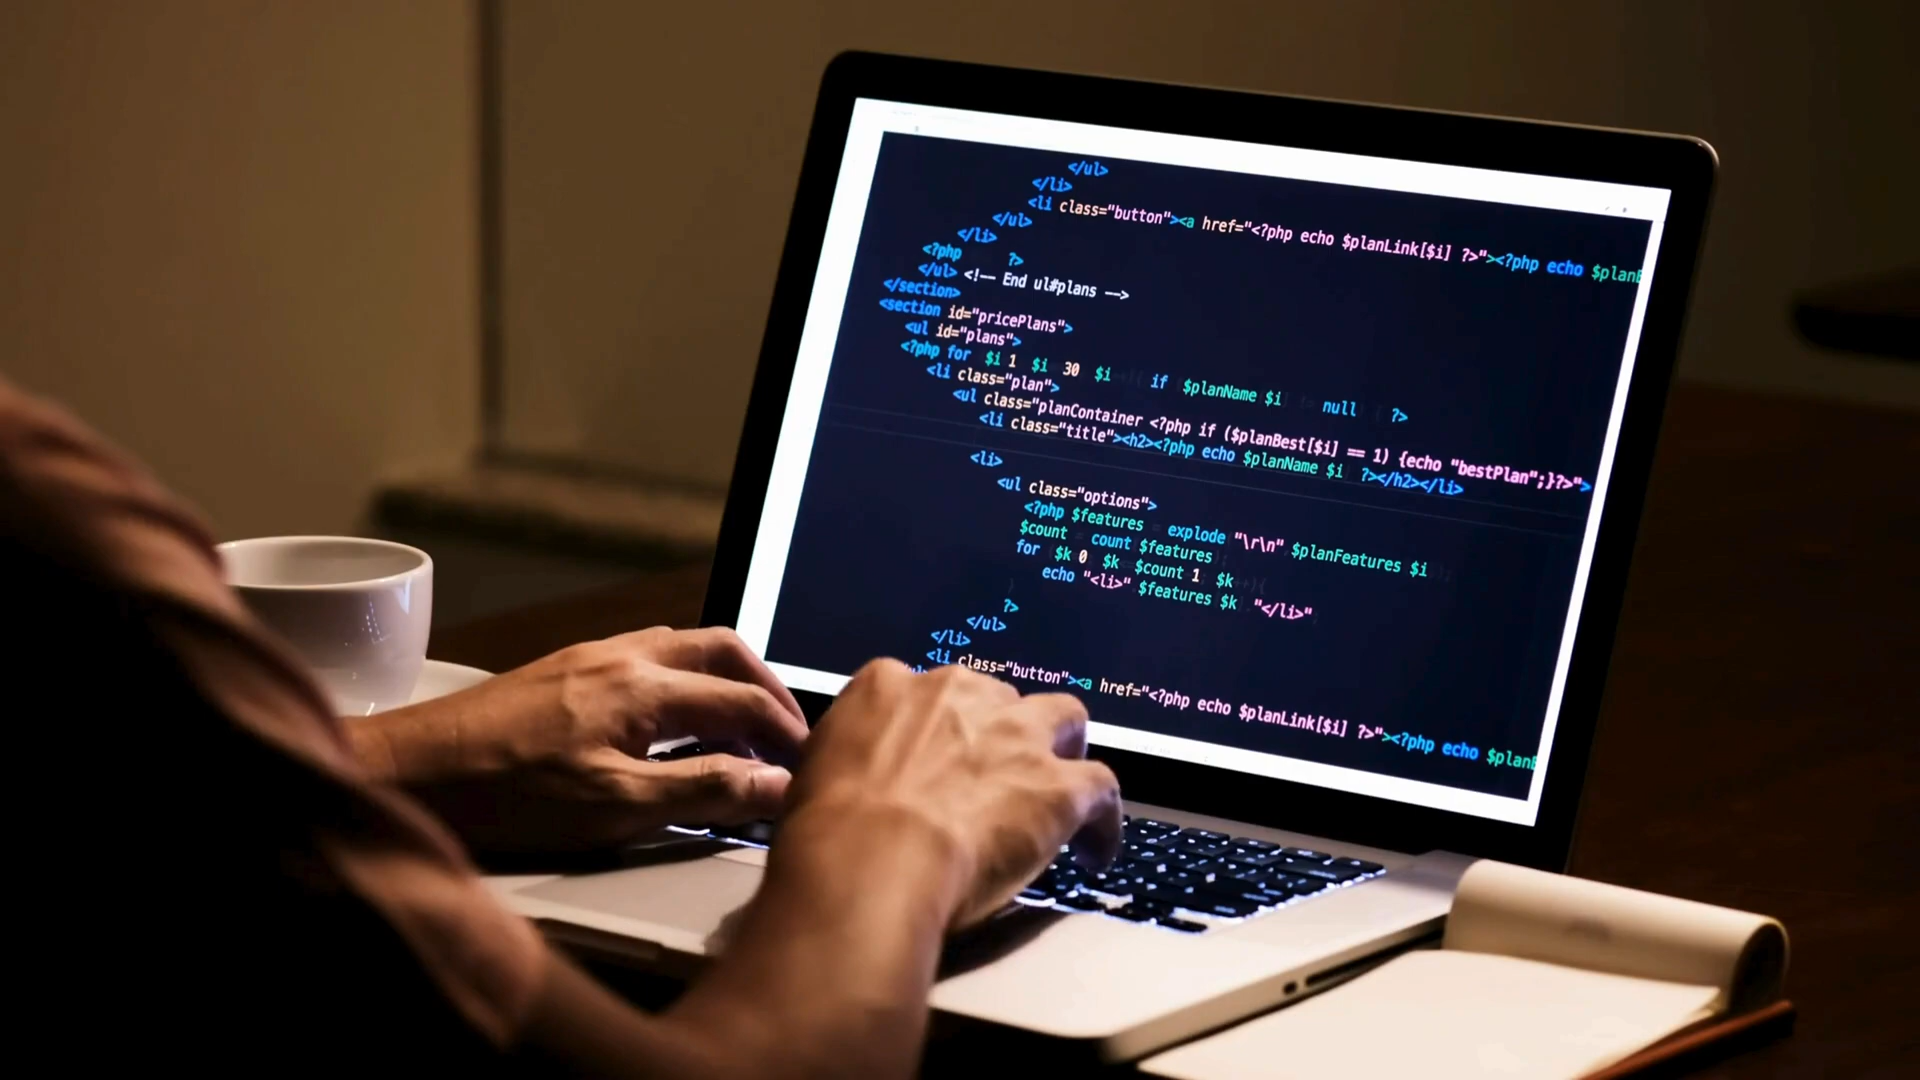 </ul>
</li>
<li class="button"><a href="<?php echo $planLink[$i] ?>"><?php echo $planB
</ul>
</li>
<?php ?>
</ul> <!-- End ul#plans -->
</section>
<section id="pricePlans">
<ul id="plans">
<?php for $i 1 $i 30 $i if $planName $i null ?>
<li class="plan">
<ul class="planContainer <?php if ($planBest[$i] == 1) {echo "bestPlan";}?>">
<li class="title"><h2><?php echo $planName $i ?></h2></li>
<li>
<ul class="options">
<?php $features = explode "\r\n" $planFeatures $i
$count = count $features
for $k 0 $k $count 1 $k
echo "<li>" $features $k "</li>"
?>
</ul>
</li>
<li class="button"><a href="<?php echo $planLink[$i] ?>"><?php echo $planB